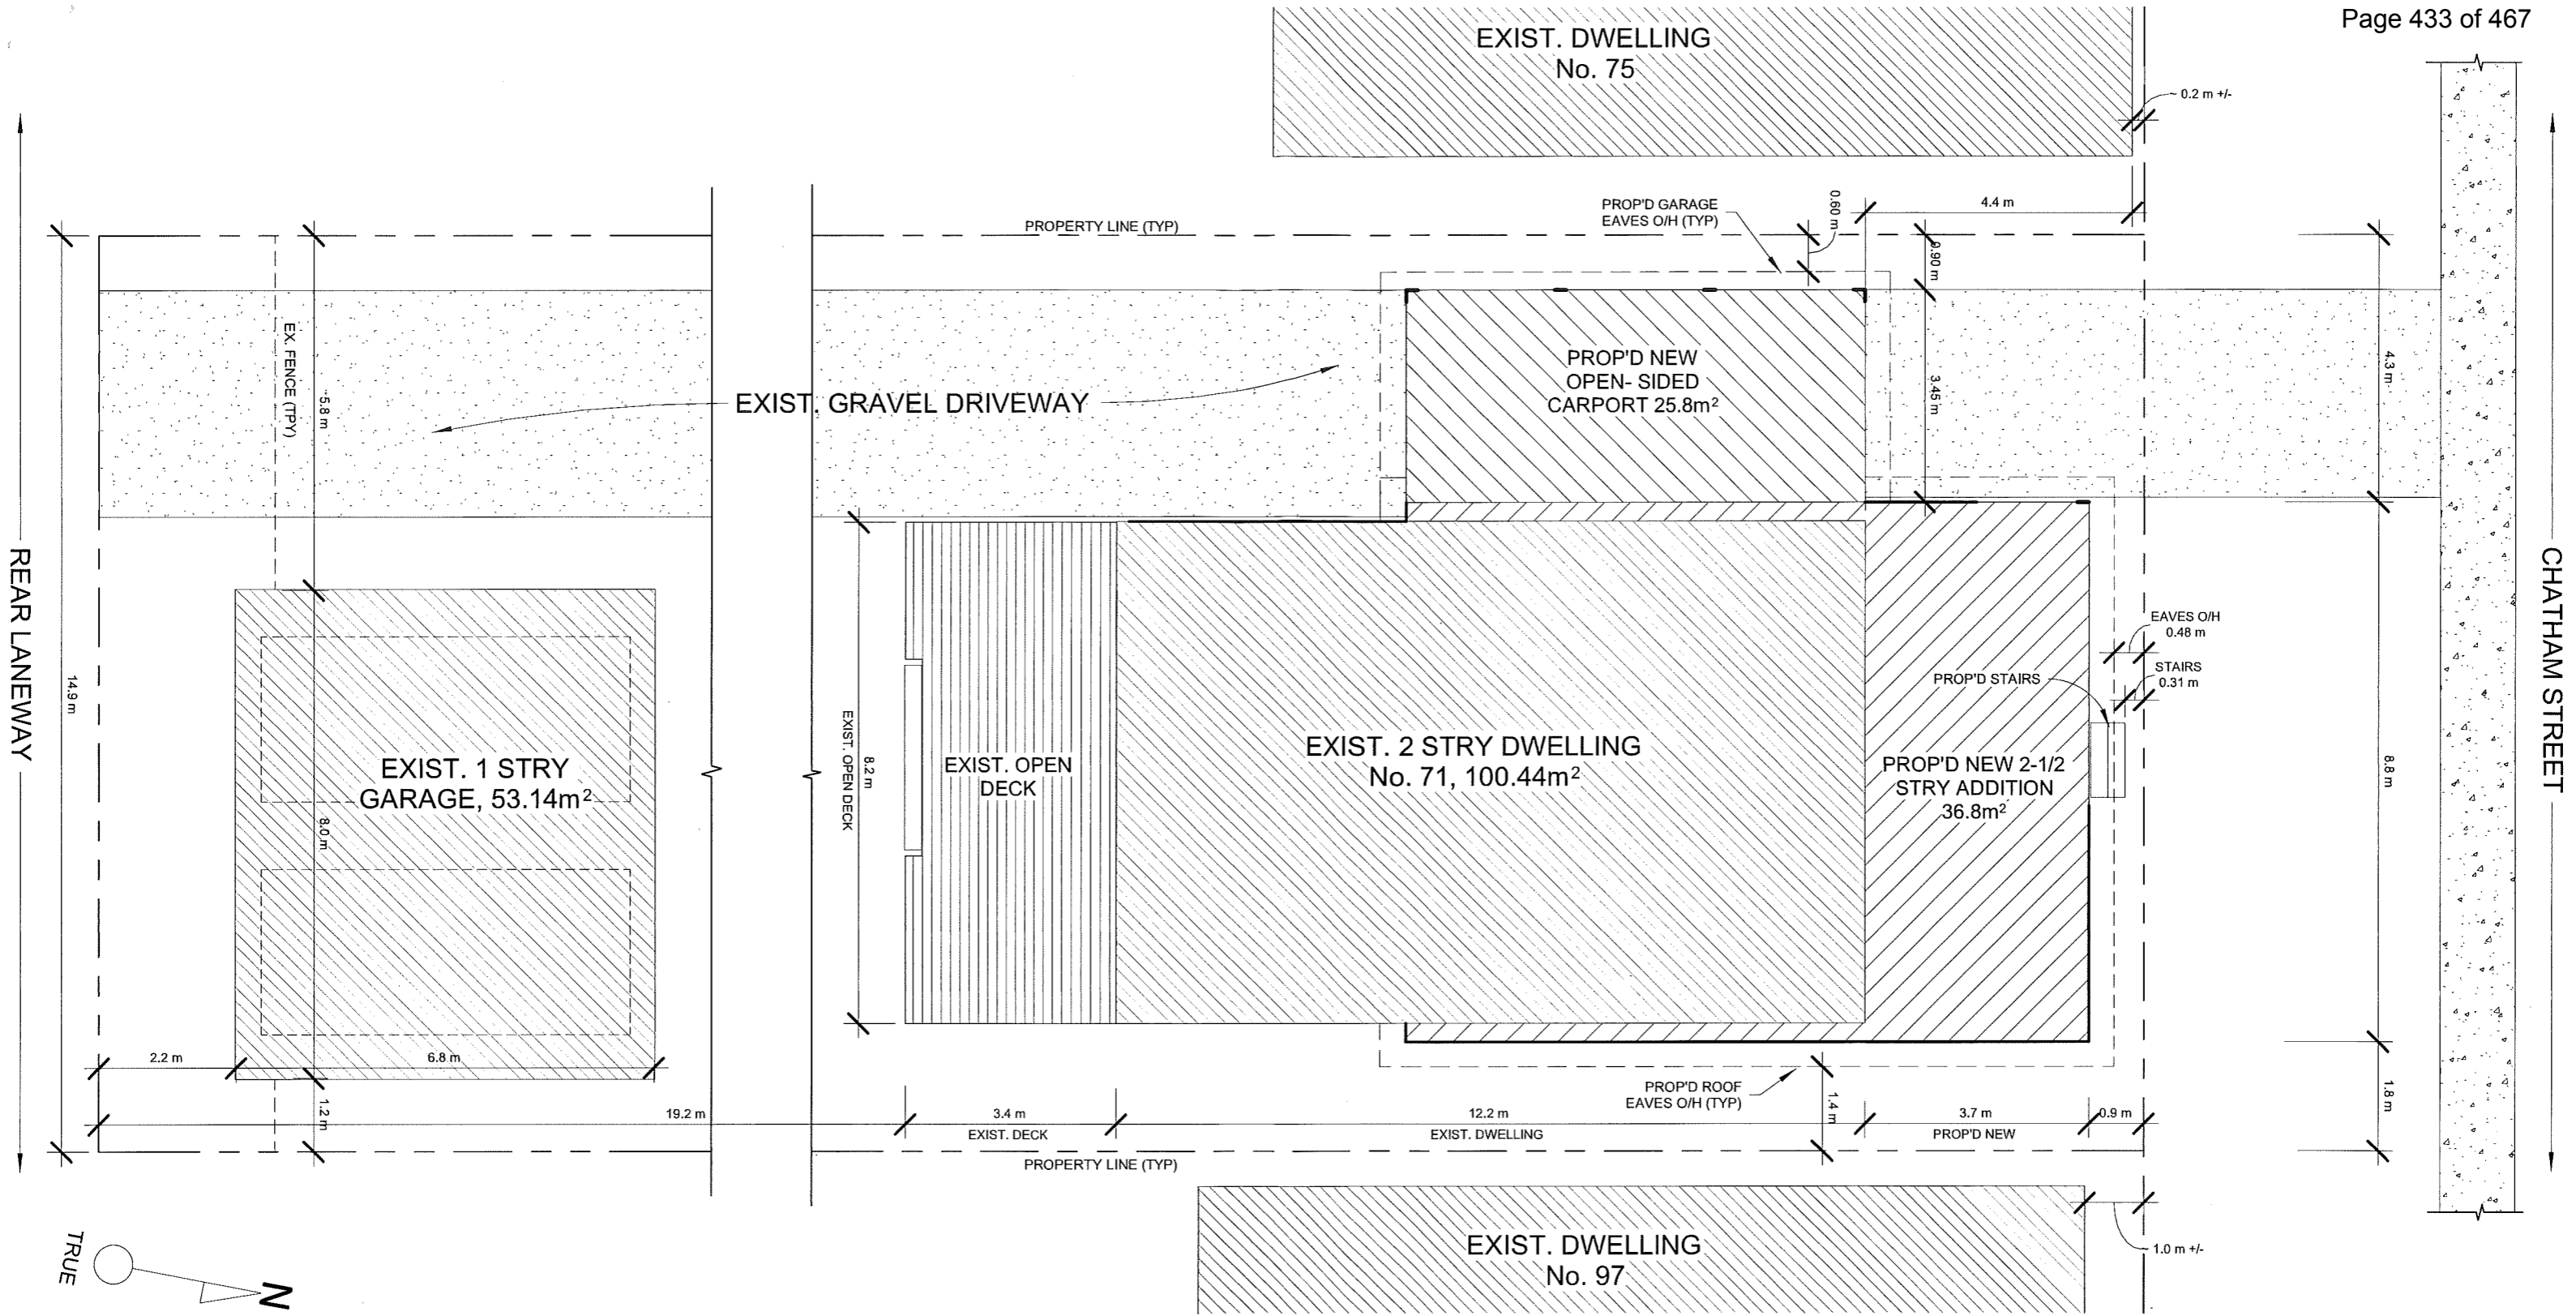 Page 433 of 467
EXIST. DWELLING
No. 75
0.2 m +/-
PROP'D GARAGE
EAVES O/H (TYP)
0.60 m
4.4 m
PROPERTY LINE (TYP)
0.90 m
EX. FENCE (TPY)
5.8 m
EXIST. GRAVEL DRIVEWAY
PROP'D NEW
OPEN- SIDED
CARPORT 25.8m²
3.45 m
4.3 m
REAR LANEWAY
14.9 m
CHATHAM STREET
EAVES O/H
0.48 m
STAIRS
0.31 m
PROP'D STAIRS
EXIST. 1 STRY
GARAGE, 53.14m²
8.0 m
EXIST. OPEN DECK
8.2 m
EXIST. OPEN
DECK
EXIST. 2 STRY DWELLING
No. 71, 100.44m²
PROP'D NEW 2-1/2
STRY ADDITION
36.8m²
8.8 m
2.2 m
6.8 m
1.2 m
PROP'D ROOF
EAVES O/H (TYP)
1.4 m
1.8 m
19.2 m
3.4 m
12.2 m
3.7 m
0.9 m
EXIST. DECK
EXIST. DWELLING
PROP'D NEW
PROPERTY LINE (TYP)
TRUE
N
EXIST. DWELLING
No. 97
1.0 m +/-